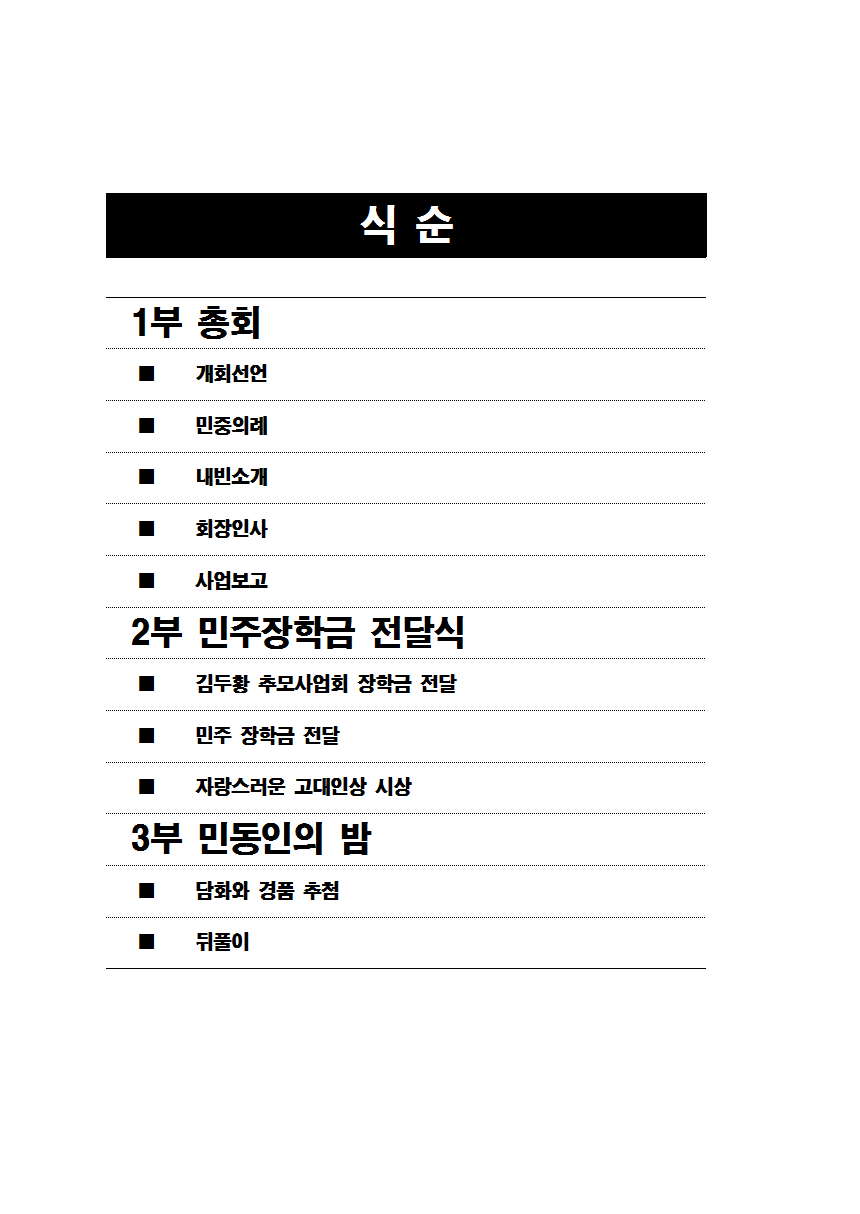 식 순
1부 총회
■ 개회선언
■ 민중의례
■ 내빈소개
■ 회장인사
■ 사업보고
2부 민주장학금 전달식
■ 김두황 추모사업회 장학금 전달
■ 민주 장학금 전달
■ 자랑스러운 고대인상 시상
3부 민동인의 밤
■ 담화와 경품 추첨
■ 뒤풀이